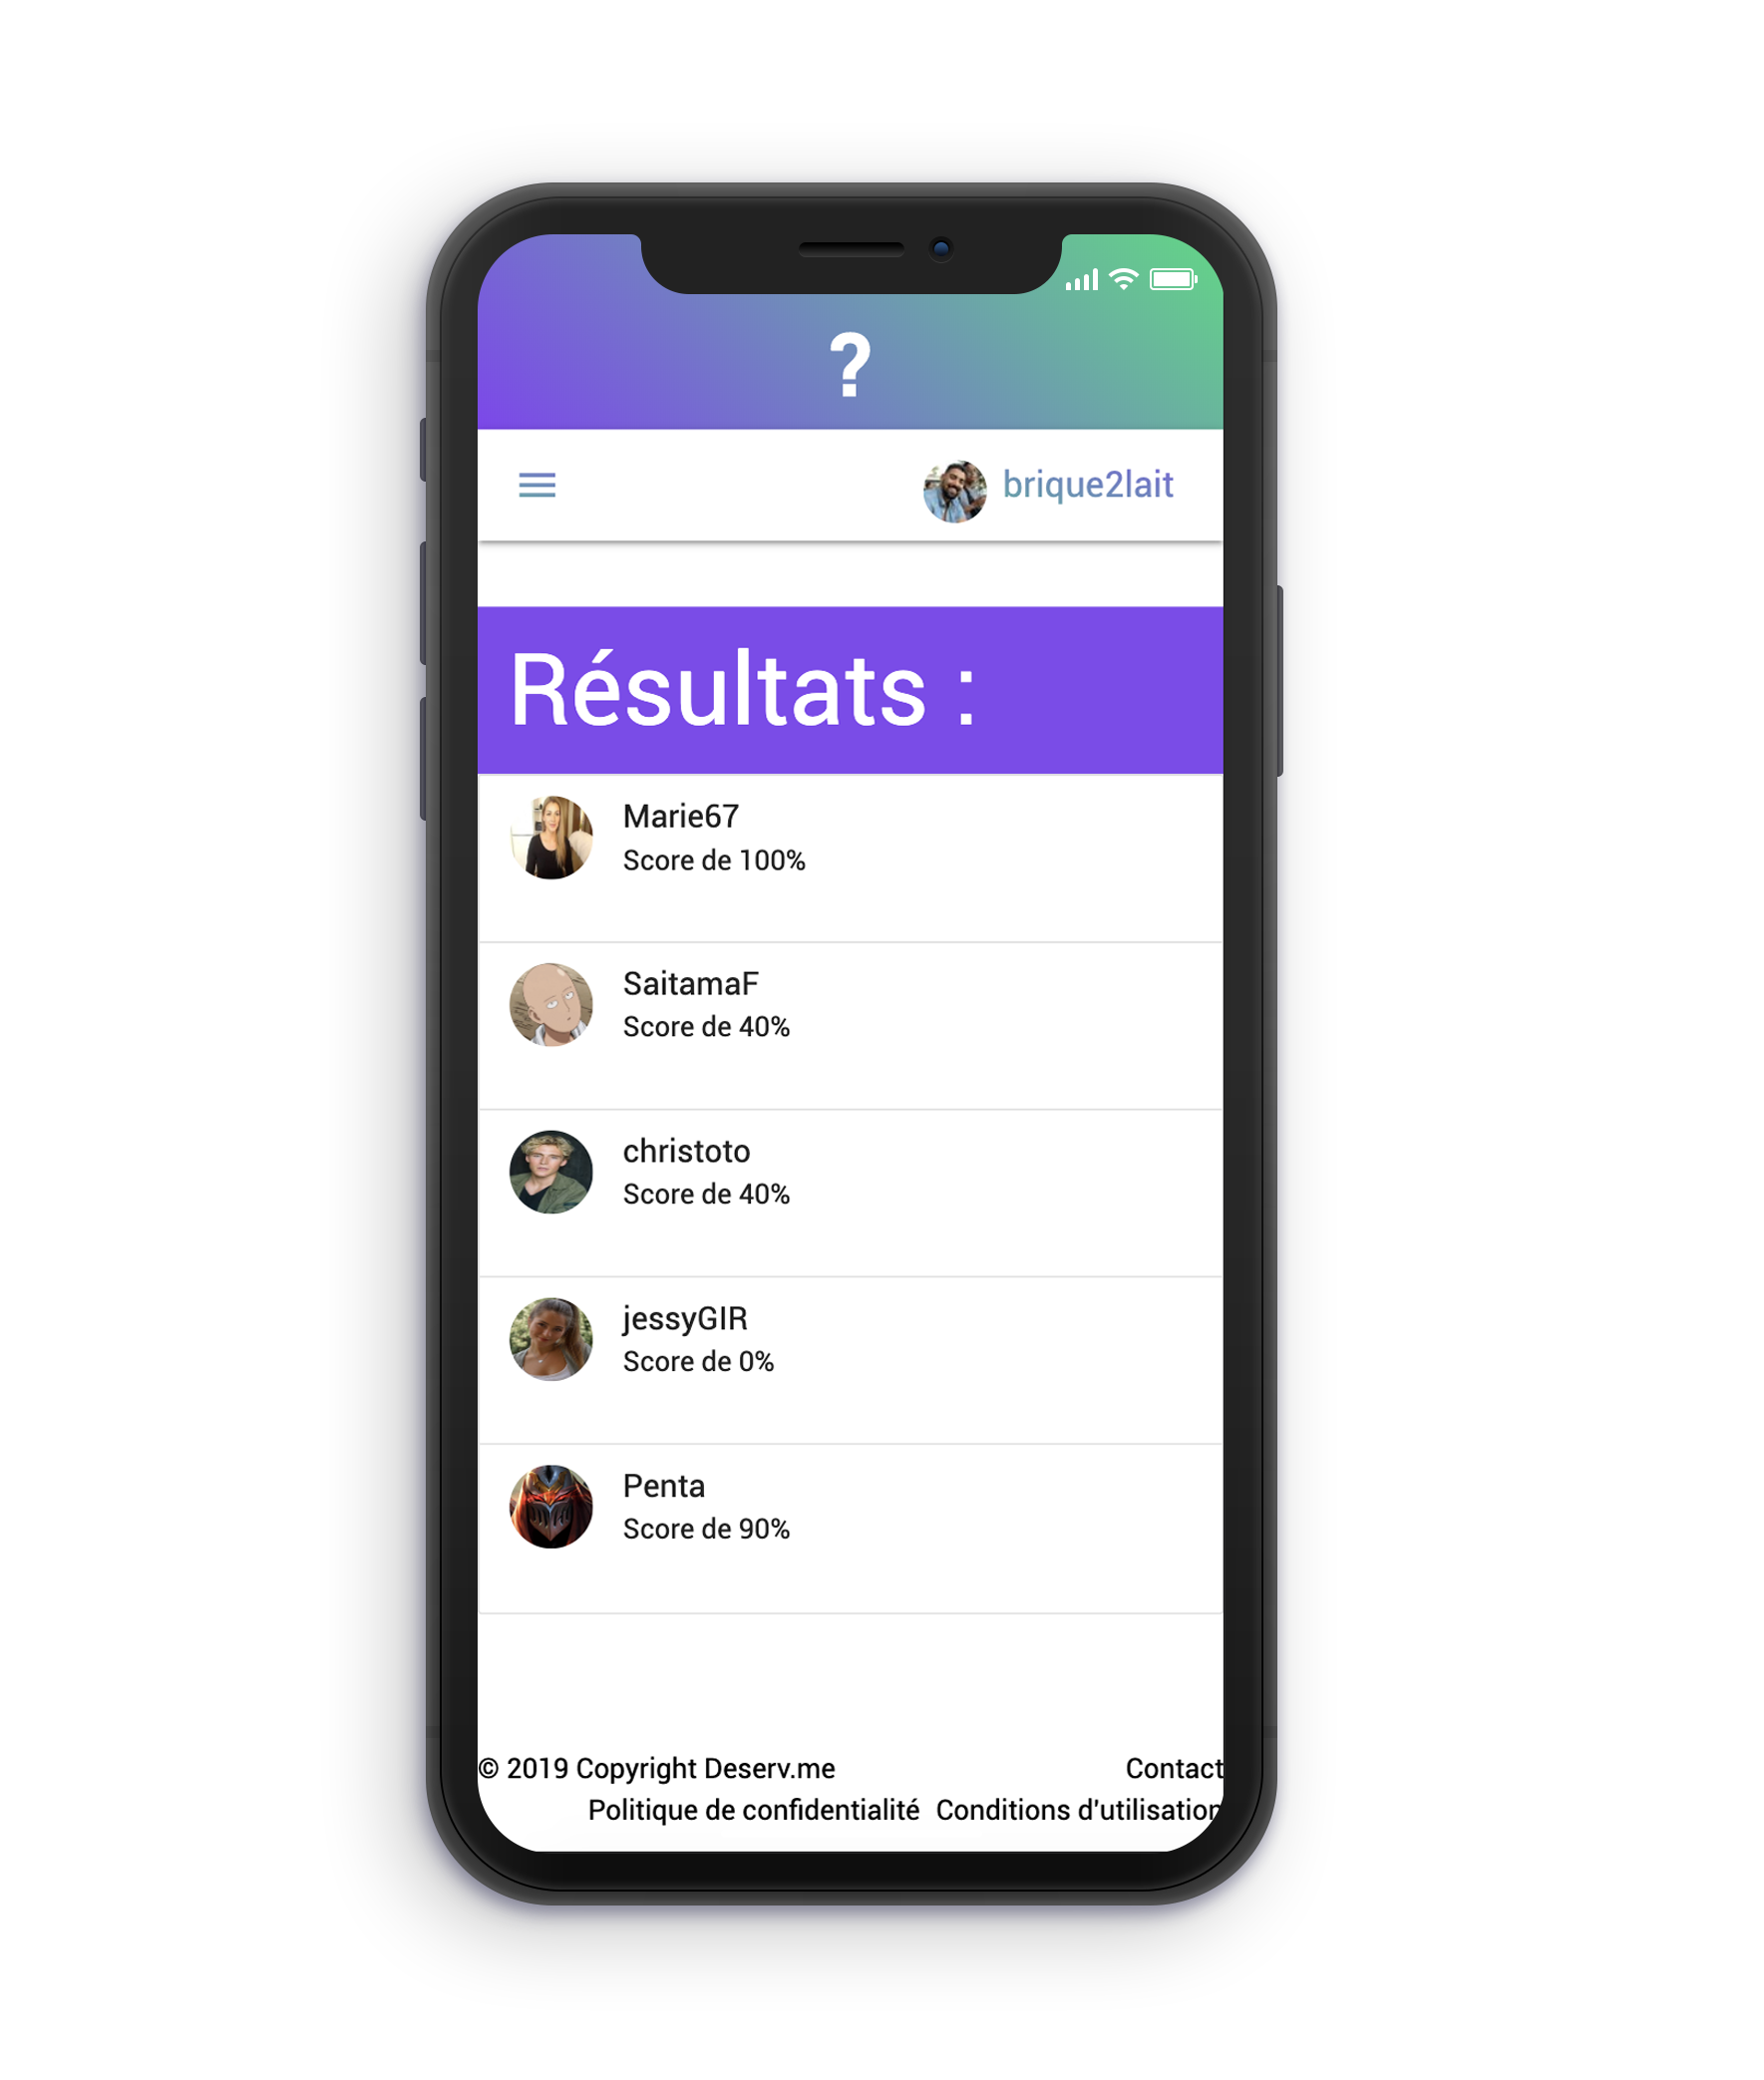 ?
brique2lait
Résultats :
Marie67
Score de 100%
SaitamaF
Score de 40%
christoto
Score de 40%
jessyGIR
Score de 0%
Penta
Score de 90%
© 2019 Copyright Deserv.me Contact
Politique de confidentialité Conditions d'utilisation